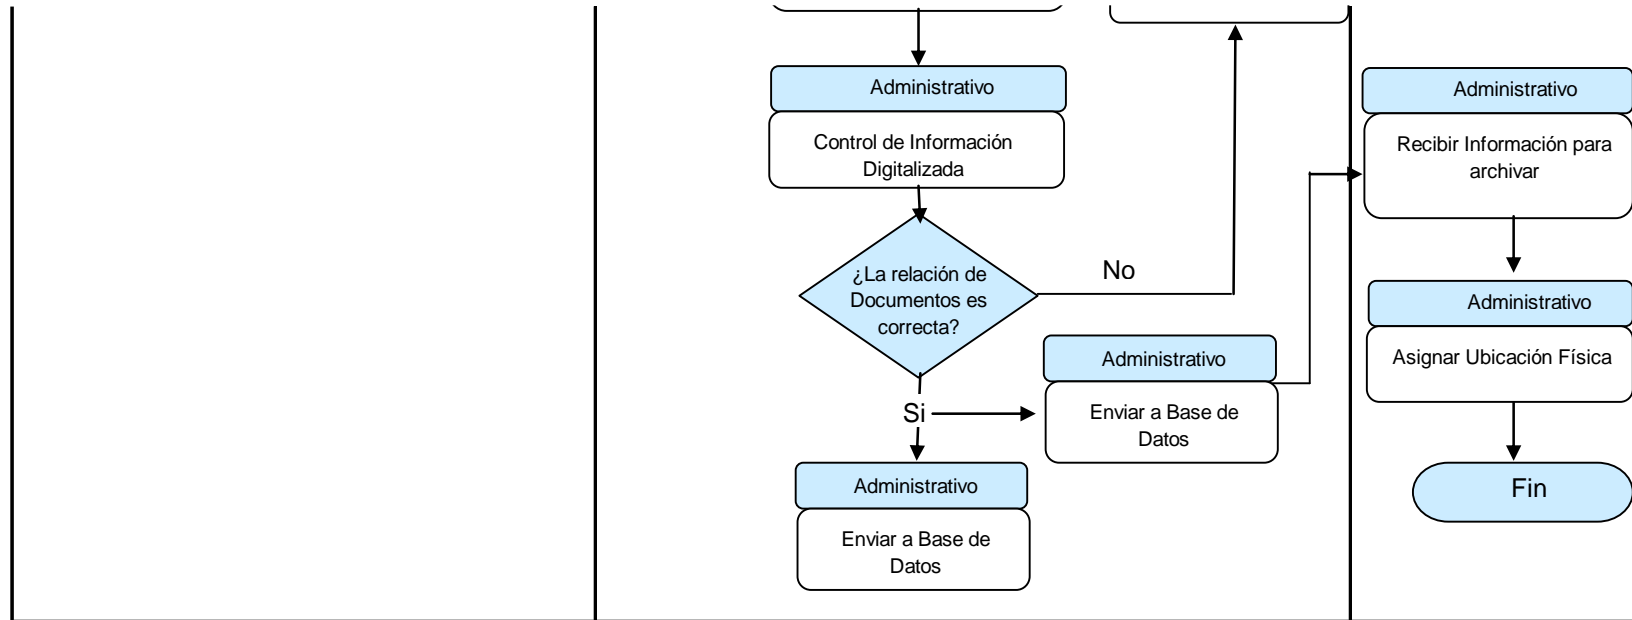 Administrativo
Control de Información
Digitalizada
¿La relación de
Documentos es
correcta?
No
Si
Administrativo
Enviar a Base de
Datos
Administrativo
Enviar a Base de
Datos
Administrativo
Recibir Información para
archivar
Administrativo
Asignar Ubicación Física
Fin